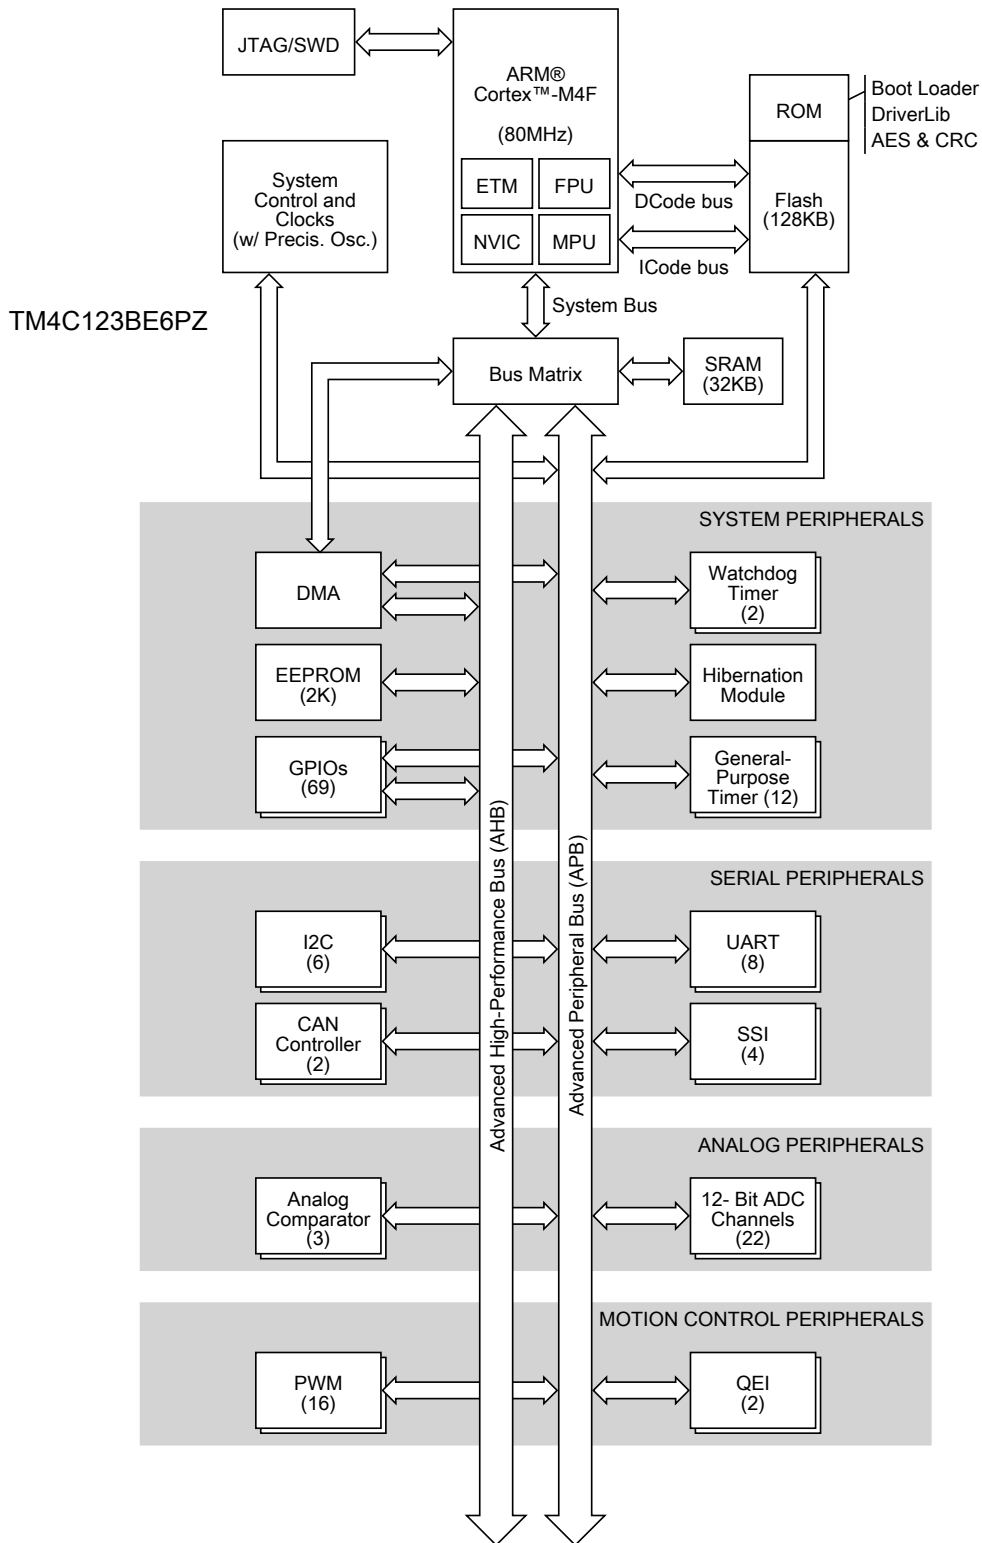 JTAG/SWD
ARM®
Cortex™-M4F
(80MHz)
ETM
FPU
NVIC
MPU
ROM
Boot Loader
DriverLib
AES & CRC
System
Control and
Clocks
(w/ Precis. Osc.)
DCode bus
Flash
(128KB)
ICode bus
System Bus
TM4C123BE6PZ
Bus Matrix
SRAM
(32KB)
SYSTEM PERIPHERALS
DMA
Watchdog
Timer
(2)
EEPROM
(2K)
Hibernation
Module
GPIOs
(69)
General-
Purpose
Timer (12)
Advanced High-Performance Bus (AHB)
Advanced Peripheral Bus (APB)
SERIAL PERIPHERALS
I2C
(6)
UART
(8)
CAN
Controller
(2)
SSI
(4)
ANALOG PERIPHERALS
Analog
Comparator
(3)
12- Bit ADC
Channels
(22)
MOTION CONTROL PERIPHERALS
PWM
(16)
QEI
(2)